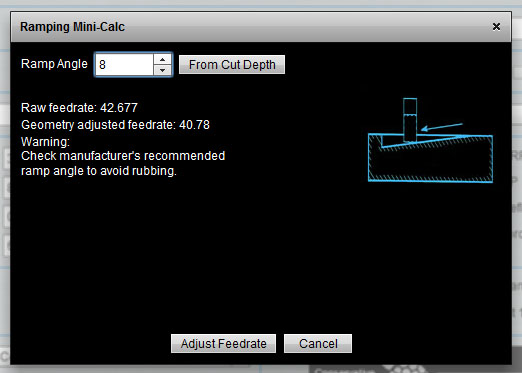 Ramping Mini-Calc
Ramp Angle 8 From Cut Depth
Raw feedrate: 42.677
Geometry adjusted feedrate: 40.78
Warning:
Check manufacturer's recommended
ramp angle to avoid rubbing.
Adjust Feedrate Cancel
Conservative